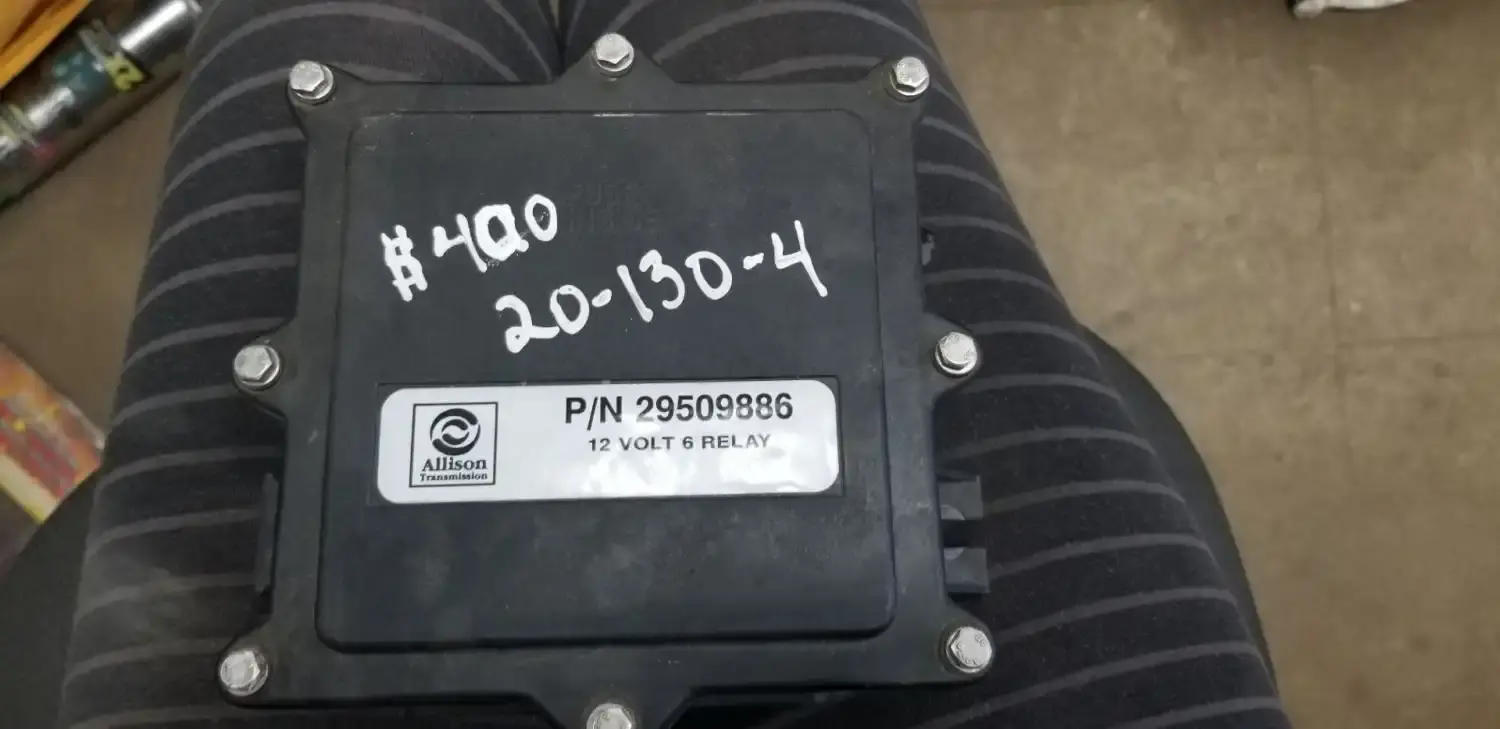 $400
20-130-4
P/N 29509886
12 VOLT 6 RELAY
Allison
Transmission